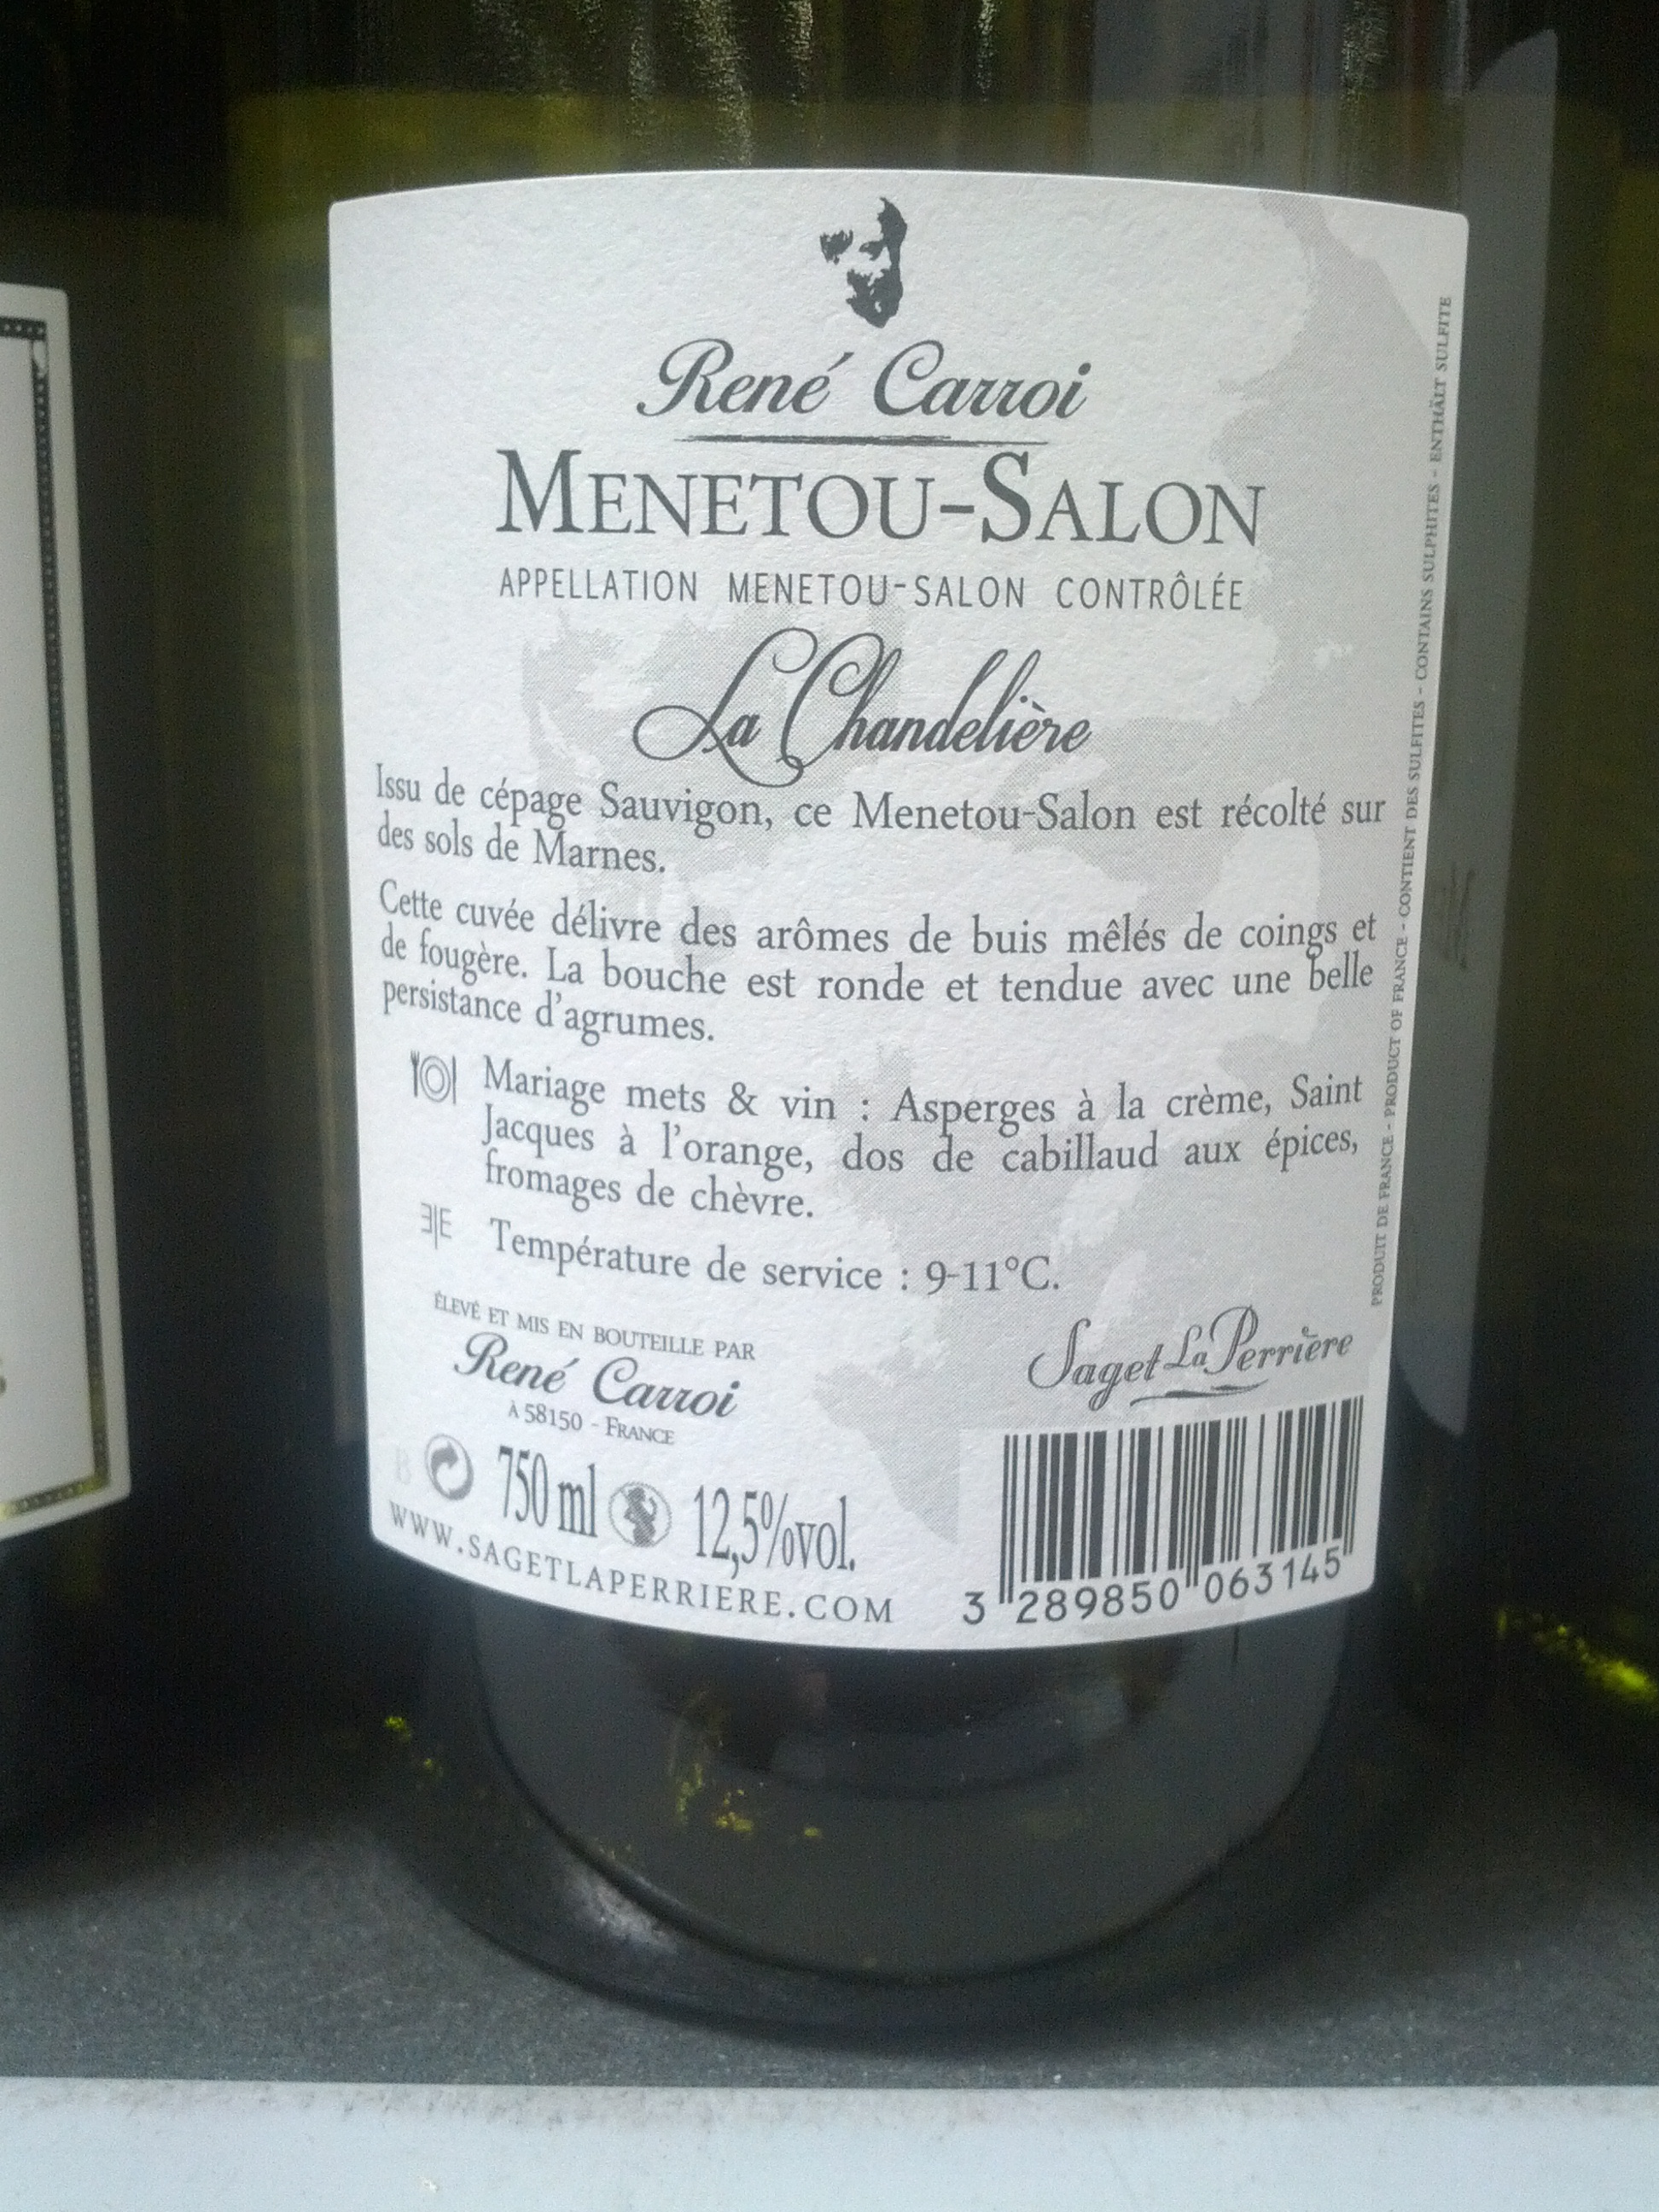 René Carroi
MENETOU-SALON
APPELLATION MENETOU-SALON CONTRÔLÉE
La Chandelière
Issu de cépage Sauvigon, ce Menetou-Salon est récolté sur
des sols de Marnes.
Cette cuvée délivre des arômes de buis mêlés de coings et
de fougère. La bouche est ronde et tendue avec une belle
persistance d'agrumes.
Mariage mets & vin : Asperges à la crème, Saint
Jacques à l'orange, dos de cabillaud aux épices,
fromages de chèvre.
Température de service : 9-11°C.
ÉLEVÉ ET MIS EN BOUTEILLE PAR
René Carroi
À 58150 - FRANCE
Saget La Perrière
B 750 ml 12,5%vol.
WWW.SAGETLAPERRIERE.COM
3 289850 063145
PRODUIT DE FRANCE - PRODUCT OF FRANCE - CONTIENT DES SULFITES - CONTAINS SULPHITES - ENTHÄLT SULFITE